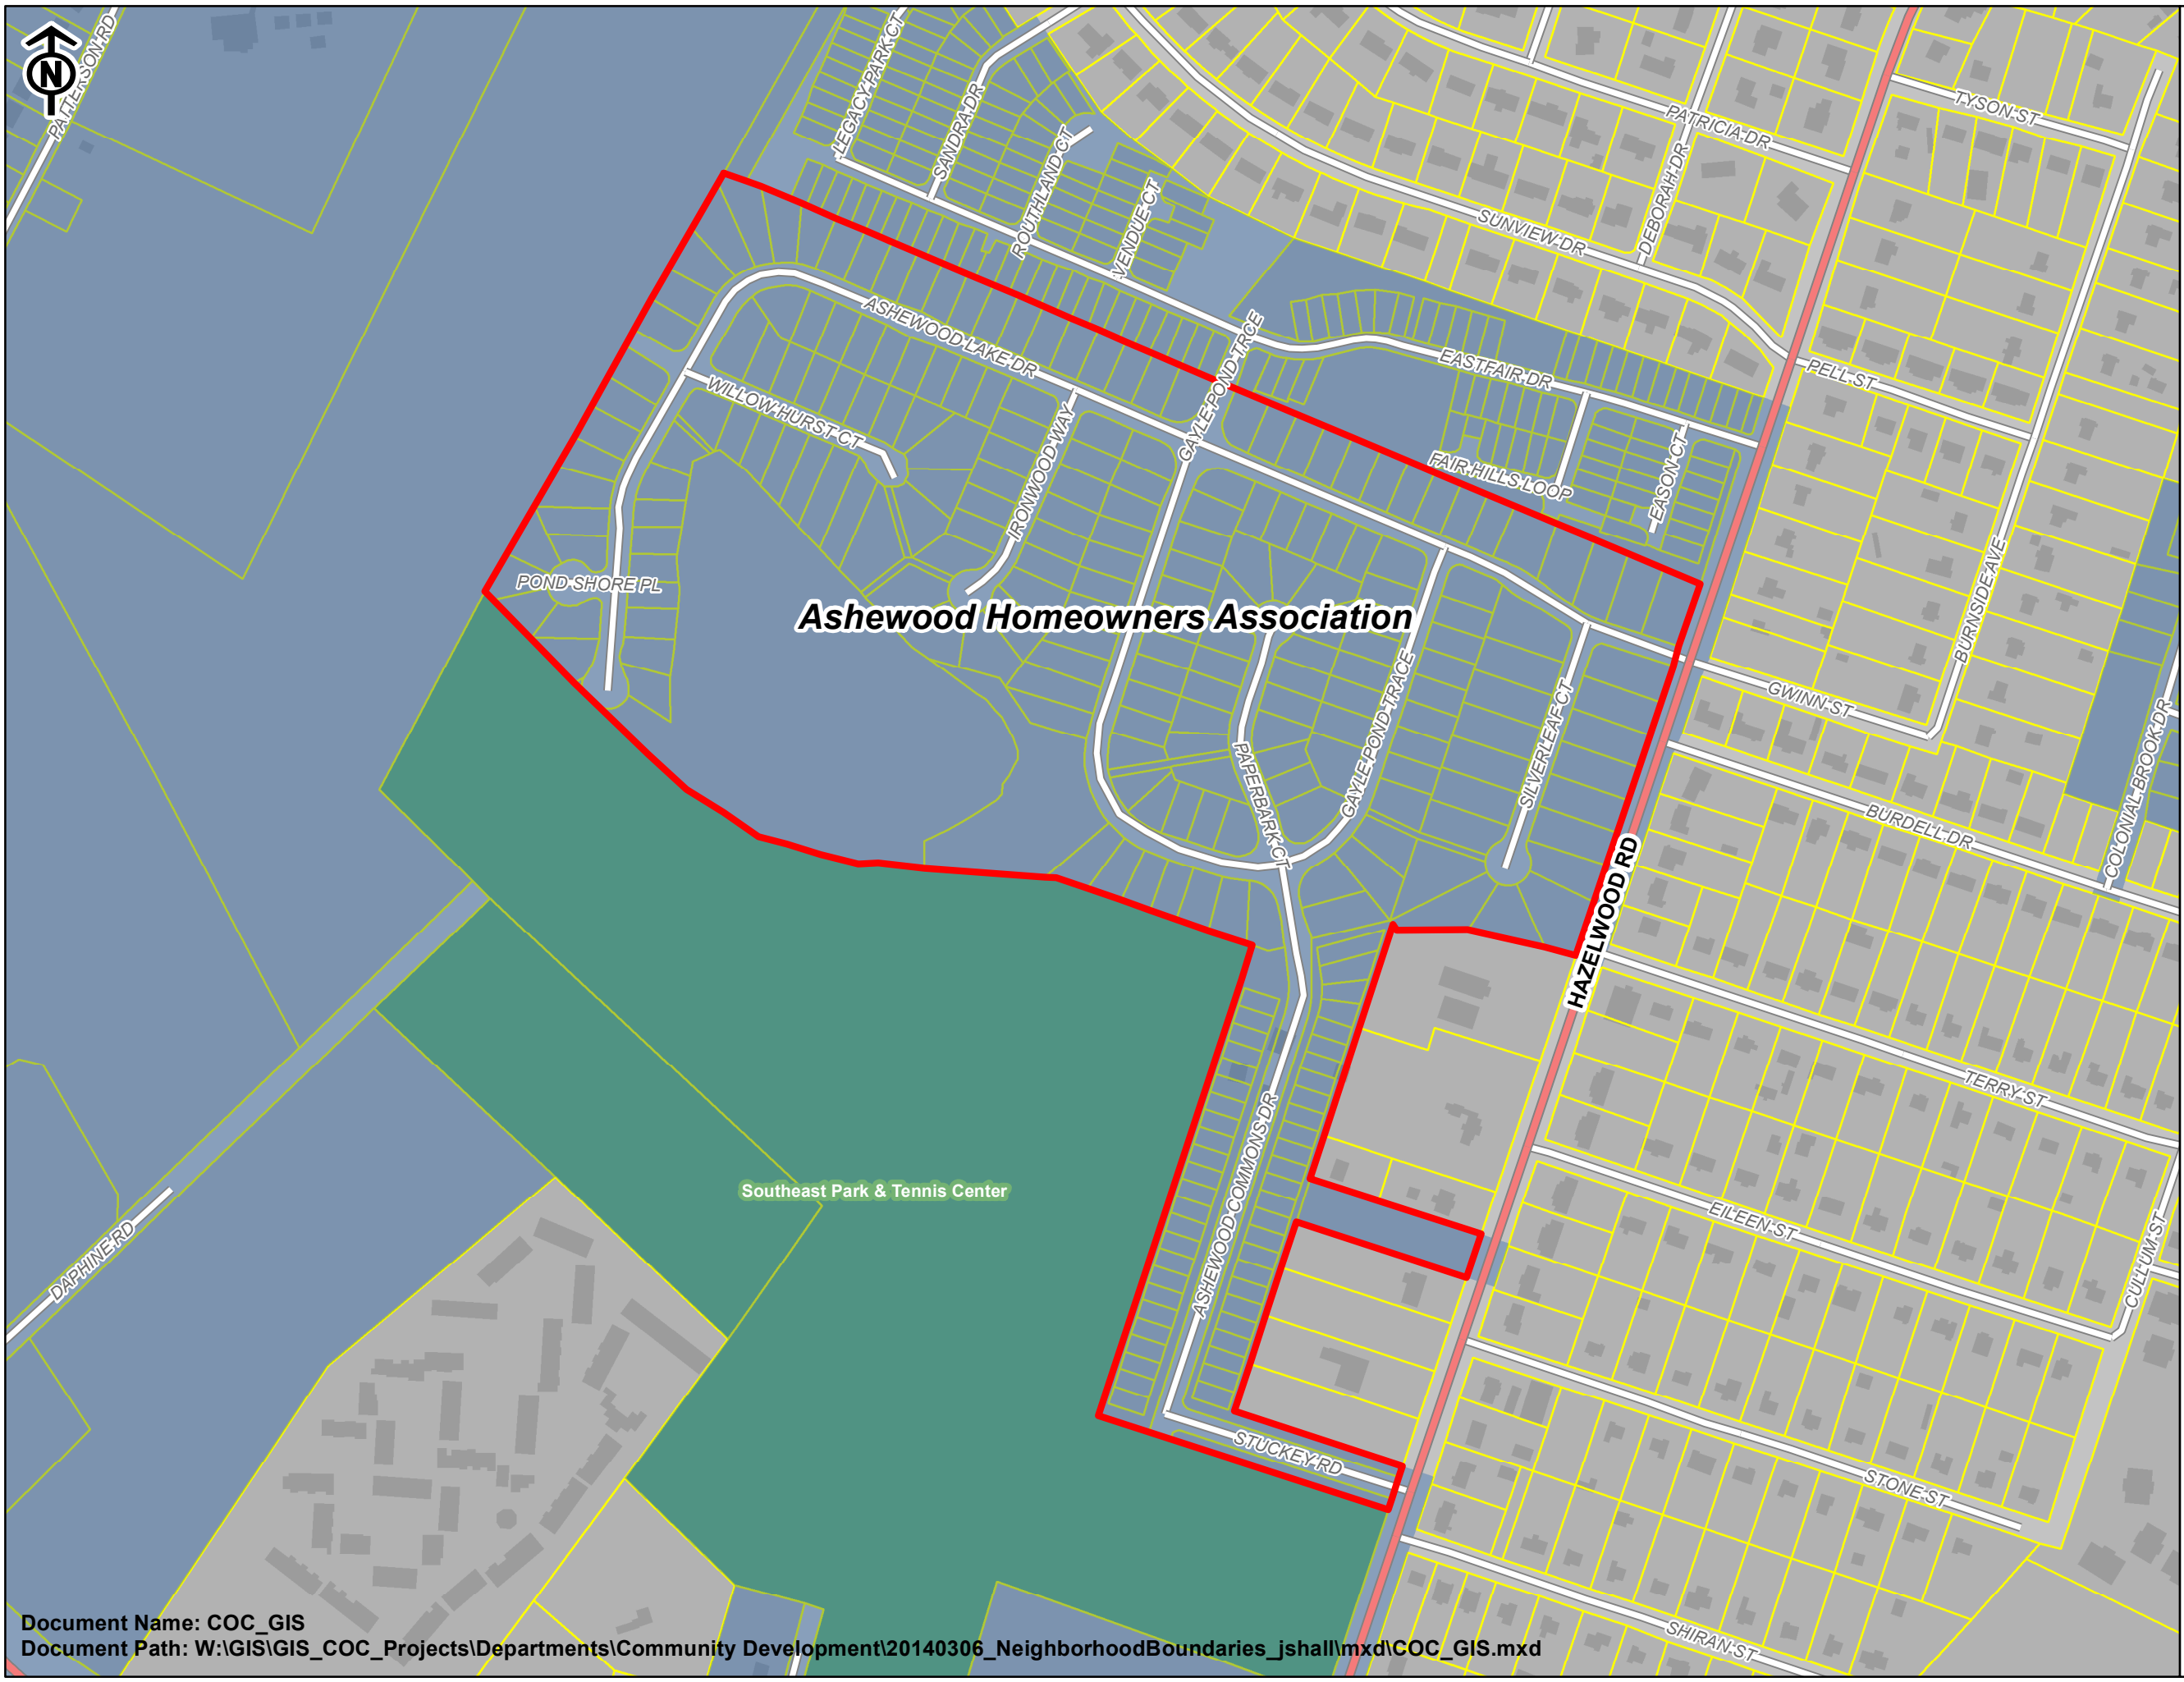 N
PATTERSON RD
LEGACY PARK CT
SANDRA DR
ROUTHLAND CT
VENDUE CT
PATRICIA DR
TYSON ST
DEBORAH DR
SUNVIEW DR
ASHEWOOD LAKE DR
GAYLE POND TRCE
EASTFAIR DR
PELL ST
WILLOW HURST CT
IRONWOOD WAY
FAIR HILLS LOOP
EASON CT
POND SHORE PL
Ashewood Homeowners Association
BURNSIDE AVE
GWINN ST
GAYLE POND TRACE
SILVERLEAF CT
PAPERBARK CT
COLONIAL BROOK DR
BURDELL DR
HAZELWOOD RD
TERRY ST
Southeast Park & Tennis Center
ASHEWOOD COMMONS DR
EILEEN ST
CULLUM ST
DAPHINE RD
STUCKEY RD
STONE ST
SHIRAN ST
Document Name: COC_GIS
Document Path: W:\GIS\GIS_COC_Projects\Departments\Community Development\20140306_NeighborhoodBoundaries_jshall\mxd\COC_GIS.mxd